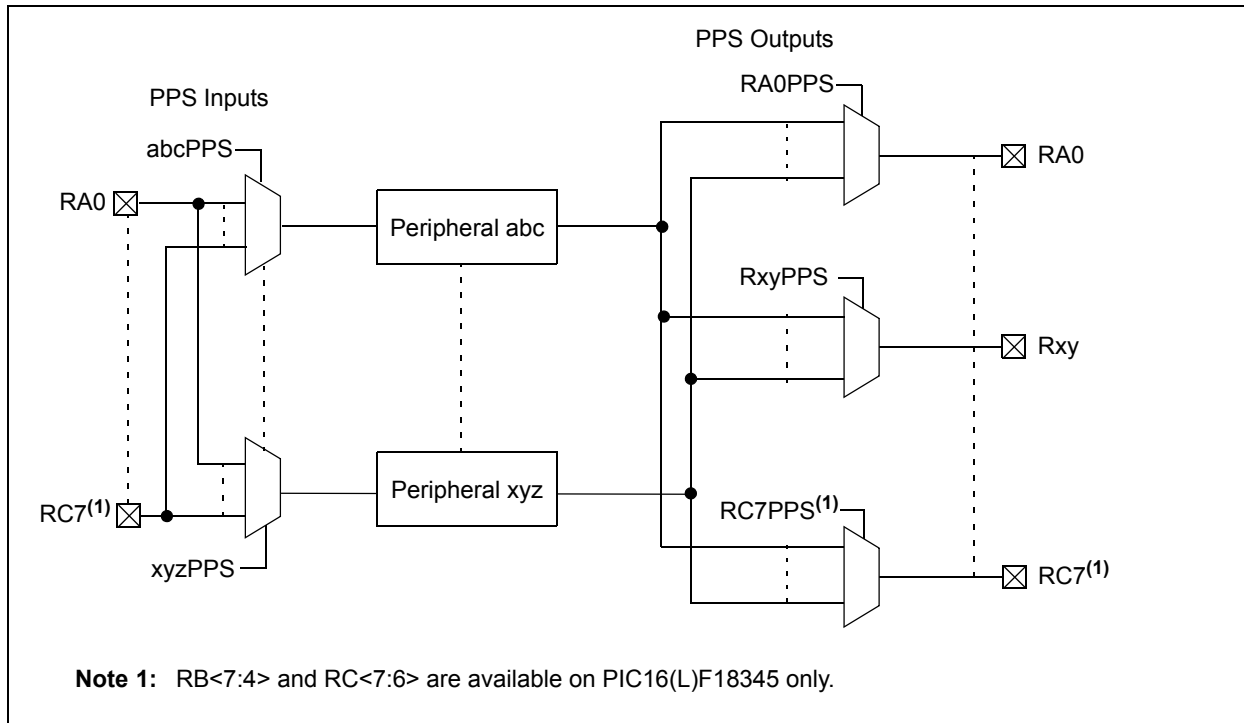 PPS Outputs
RA0PPS
PPS Inputs
abcPPS
RA0
RA0
Peripheral abc
RxyPPS
Rxy
Peripheral xyz
RC7(1)
RC7PPS(1)
xyzPPS
RC7(1)
Note 1: RB<7:4> and RC<7:6> are available on PIC16(L)F18345 only.